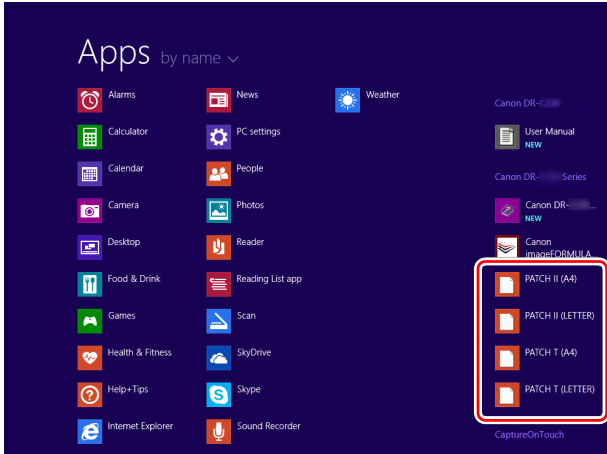 Apps by name
Alarms
Calculator
Calendar
Camera
Desktop
Food & Drink
Games
Health & Fitness
Help+Tips
Internet Explorer
News
PC settings
People
Photos
Reader
Reading List app
Scan
SkyDrive
Skype
Sound Recorder
Weather
Canon DR-
User Manual
NEW
Canon DR- Series
Canon DR- ...
NEW
Canon
imageFORMULA
PATCH II (A4)
PATCH II (LETTER)
PATCH T (A4)
PATCH T (LETTER)
CaptureOnTouch